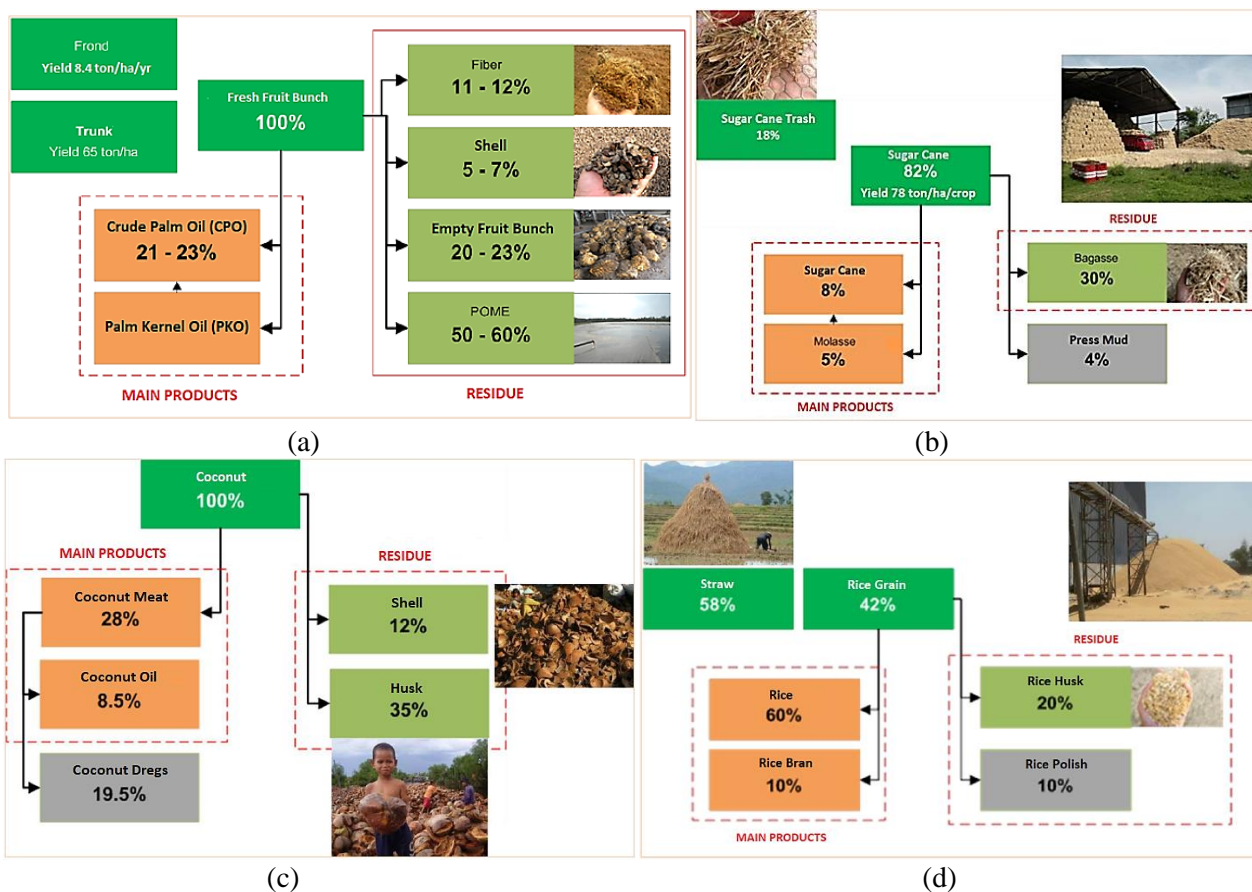 Frond
Yield 8.4 ton/ha/yr
Trunk
Yield 65 ton/ha
Fresh Fruit Bunch
100%
Fiber
11 - 12%
Shell
5 - 7%
Empty Fruit Bunch
20 - 23%
POME
50 - 60%
RESIDUE
Crude Palm Oil (CPO)
21 - 23%
Palm Kernel Oil (PKO)
MAIN PRODUCTS
(a)
Sugar Cane Trash
18%
Sugar Cane
82%
Yield 78 ton/ha/crop
RESIDUE
Bagasse
30%
Press Mud
4%
Sugar Cane
8%
Molasse
5%
MAIN PRODUCTS
(b)
Coconut
100%
MAIN PRODUCTS
Coconut Meat
28%
Coconut Oil
8.5%
Coconut Dregs
19.5%
RESIDUE
Shell
12%
Husk
35%
(c)
Straw
58%
Rice Grain
42%
RESIDUE
Rice Husk
20%
Rice Polish
10%
Rice
60%
Rice Bran
10%
MAIN PRODUCTS
(d)